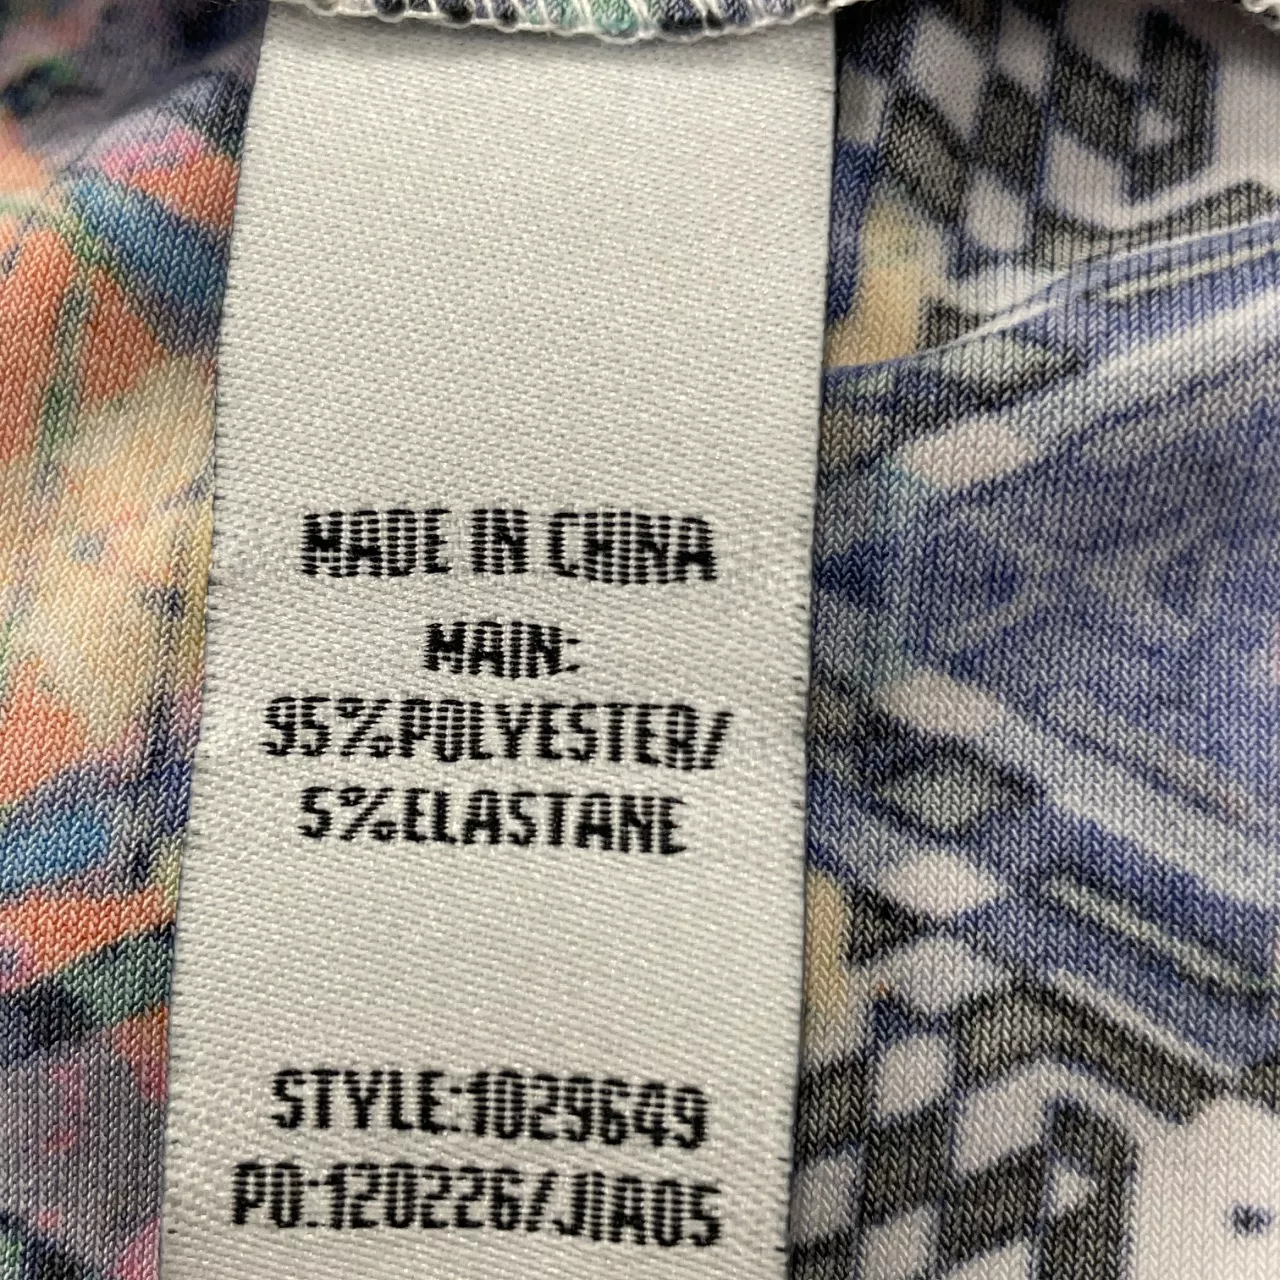 MADE IN CHINA
MAIN:
95%POLYESTER/
5%ELASTANE
STYLE:1029649
PO:120226/JIA05